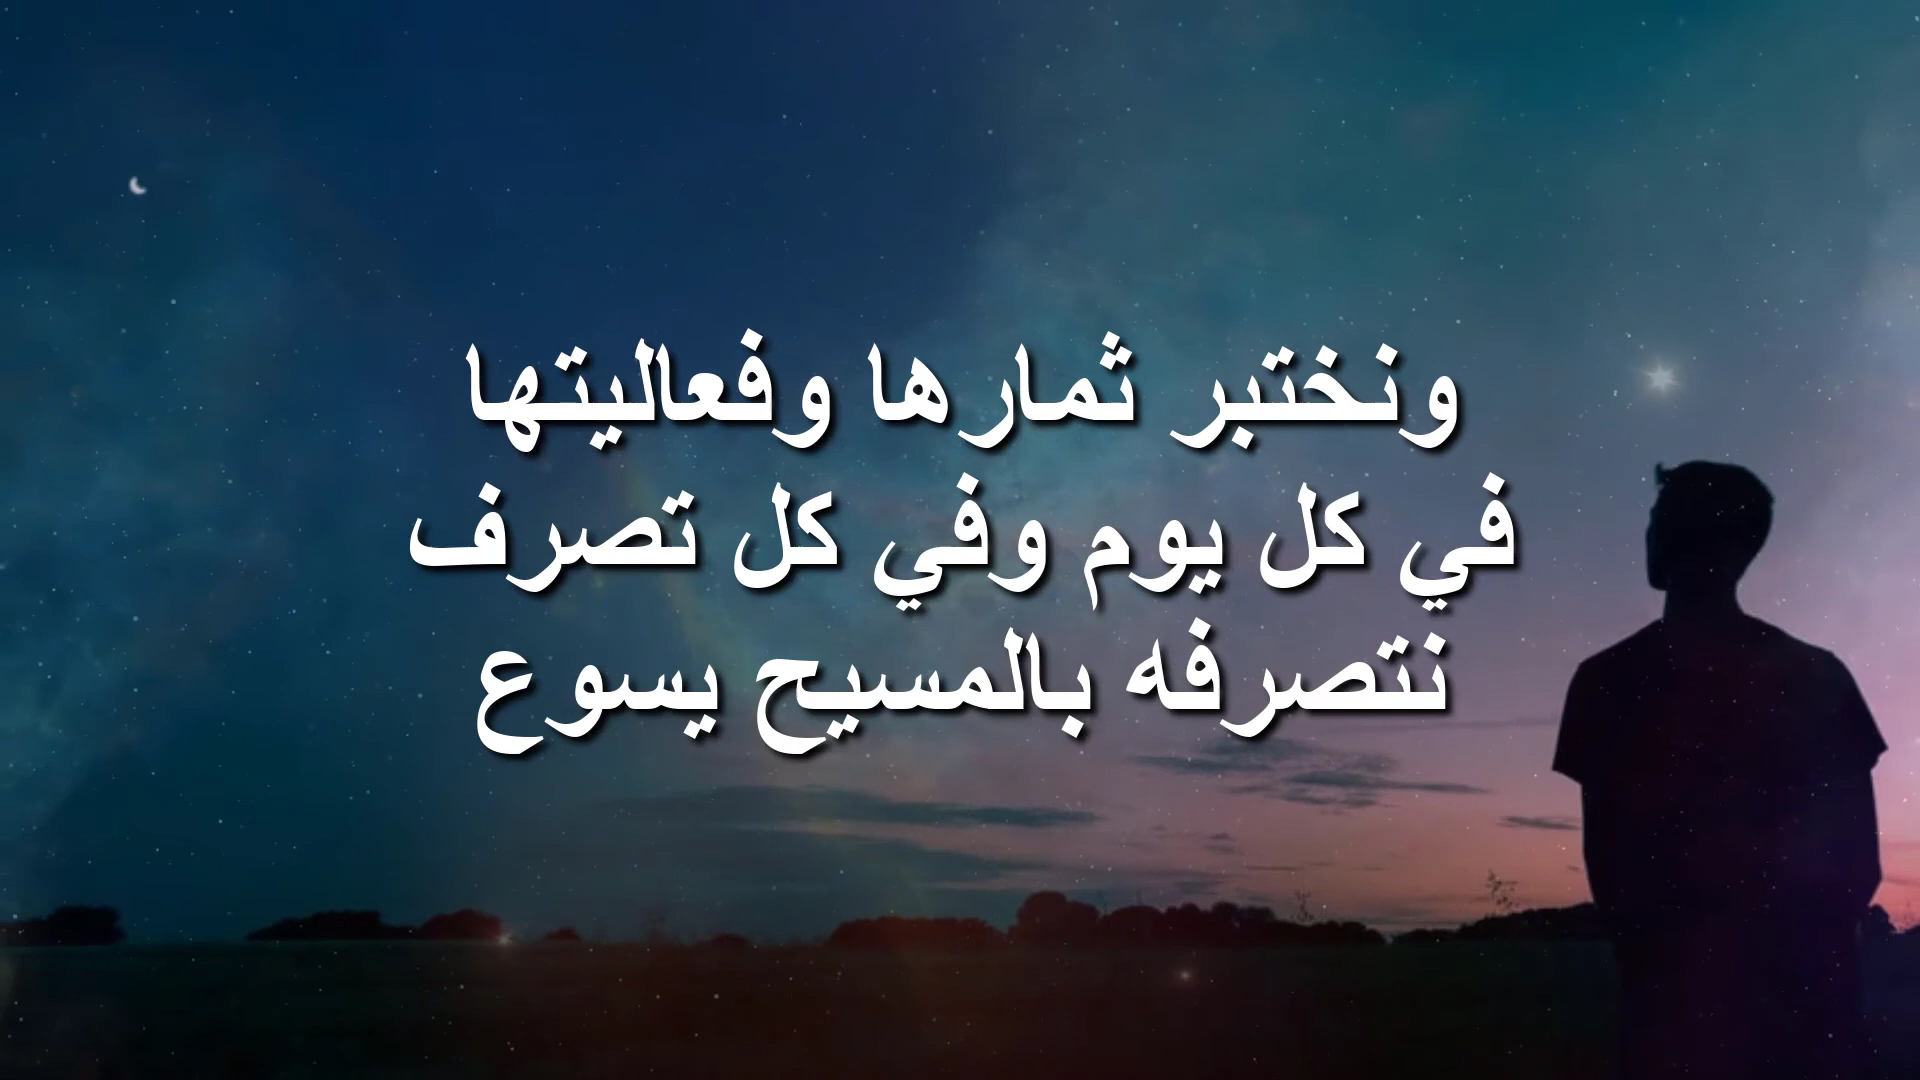 ونختبر ثمارها وفعاليتها
في كل يوم وفي كل تصرف
نتصرفه بالمسيح يسوع